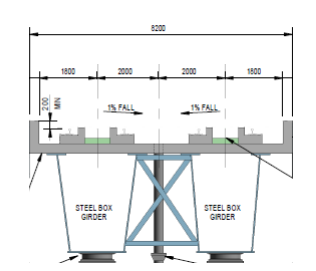 8200
1800 2000 2000 1800
200
MIN
1% FALL 1% FALL
STEEL BOX
GIRDER
STEEL BOX
GIRDER